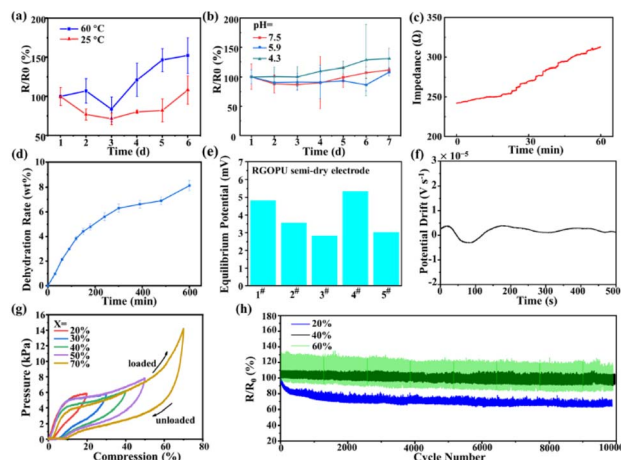 (a)
R/R0 (%)
200
150
100
50
60 °C
25 °C
1 2 3 4 5 6
Time (d)
(b)
R/R0 (%)
200
150
100
50
0
pH=
7.5
5.9
4.3
1 2 3 4 5 6 7
Time (d)
(c)
Impedance (Ω)
350
300
250
200
0 30 60
Time (min)
(d)
Dehydration Rate (wt%)
10
8
6
4
2
0
0 200 400 600
Time (min)
(e)
Equilibrium Potential (mV)
7
6
5
4
3
2
1
0
RGOPU semi-dry electrode
1# 2# 3# 4# 5#
(f)
Potential Drift (V s⁻¹)
2 × 10⁻⁵
1
0
-1
-2
0 100 200 300 400 500
Time (s)
(g)
Pressure (kPa)
16
14
12
10
8
6
4
2
0
X=
20%
30%
40%
50%
70%
loaded
unloaded
0 20 40 60 80
Compression (%)
(h)
R/R₀ (%)
200
180
160
140
120
100
80
60
40
20%
40%
60%
0 2000 4000 6000 8000 10000
Cycle Number